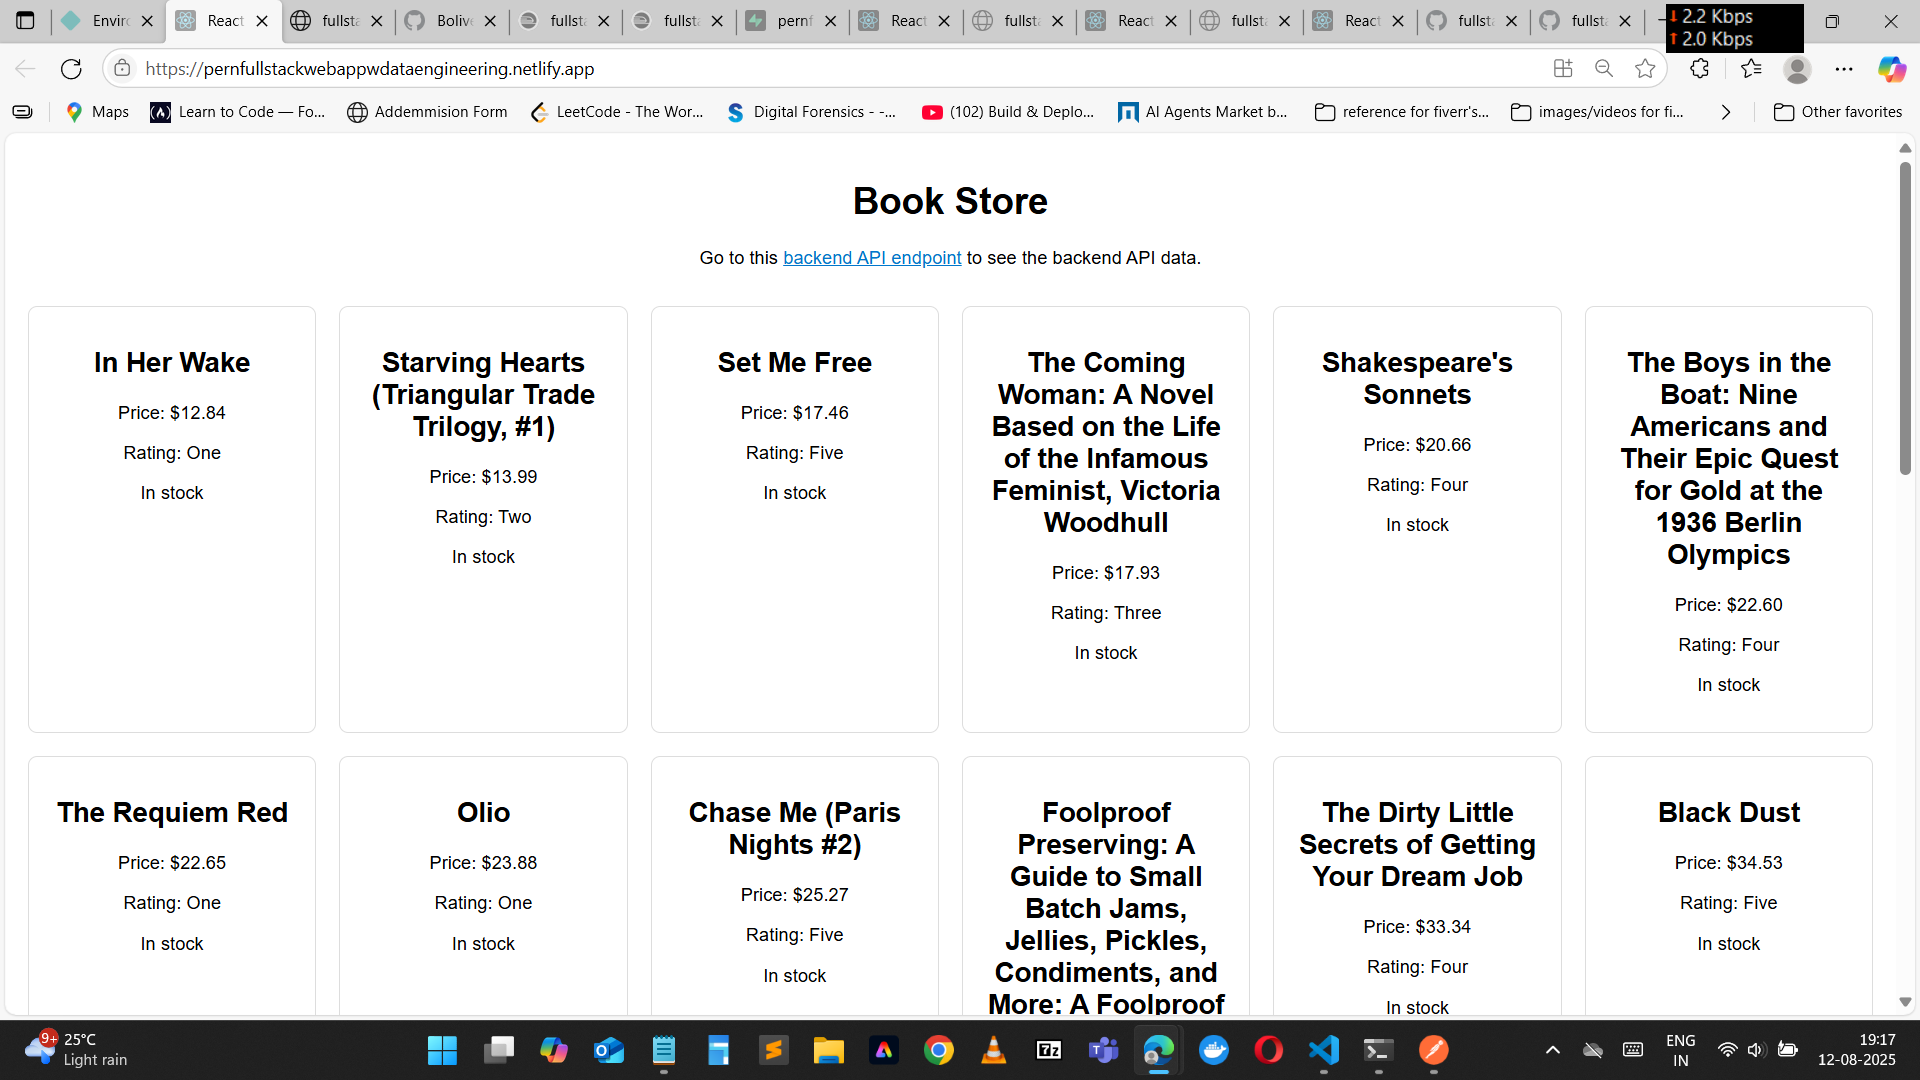 Enviro
React
fullsta
Bolive
fullsta
fullsta
pernf
React
fullsta
React
fullsta
React
fullsta
fullsta
2.2 Kbps
2.0 Kbps
https://pernfullstackwebappwdataengineering.netlify.app
Maps
Learn to Code — Fo...
Addemmision Form
LeetCode - The Wor...
Digital Forensics - -...
(102) Build & Deplo...
AI Agents Market b...
reference for fiverr's...
images/videos for fi...
Other favorites
Book Store
Go to this backend API endpoint to see the backend API data.
In Her Wake
Price: $12.84
Rating: One
In stock
Starving Hearts
(Triangular Trade
Trilogy, #1)
Price: $13.99
Rating: Two
In stock
Set Me Free
Price: $17.46
Rating: Five
In stock
The Coming
Woman: A Novel
Based on the Life
of the Infamous
Feminist, Victoria
Woodhull
Price: $17.93
Rating: Three
In stock
Shakespeare's
Sonnets
Price: $20.66
Rating: Four
In stock
The Boys in the
Boat: Nine
Americans and
Their Epic Quest
for Gold at the
1936 Berlin
Olympics
Price: $22.60
Rating: Four
In stock
The Requiem Red
Price: $22.65
Rating: One
In stock
Olio
Price: $23.88
Rating: One
In stock
Chase Me (Paris
Nights #2)
Price: $25.27
Rating: Five
In stock
Foolproof
Preserving: A
Guide to Small
Batch Jams,
Jellies, Pickles,
Condiments, and
More: A Foolproof
The Dirty Little
Secrets of Getting
Your Dream Job
Price: $33.34
Rating: Four
In stock
Black Dust
Price: $34.53
Rating: Five
In stock
9+
25°C
Light rain
7z
ENG
IN
19:17
12-08-2025